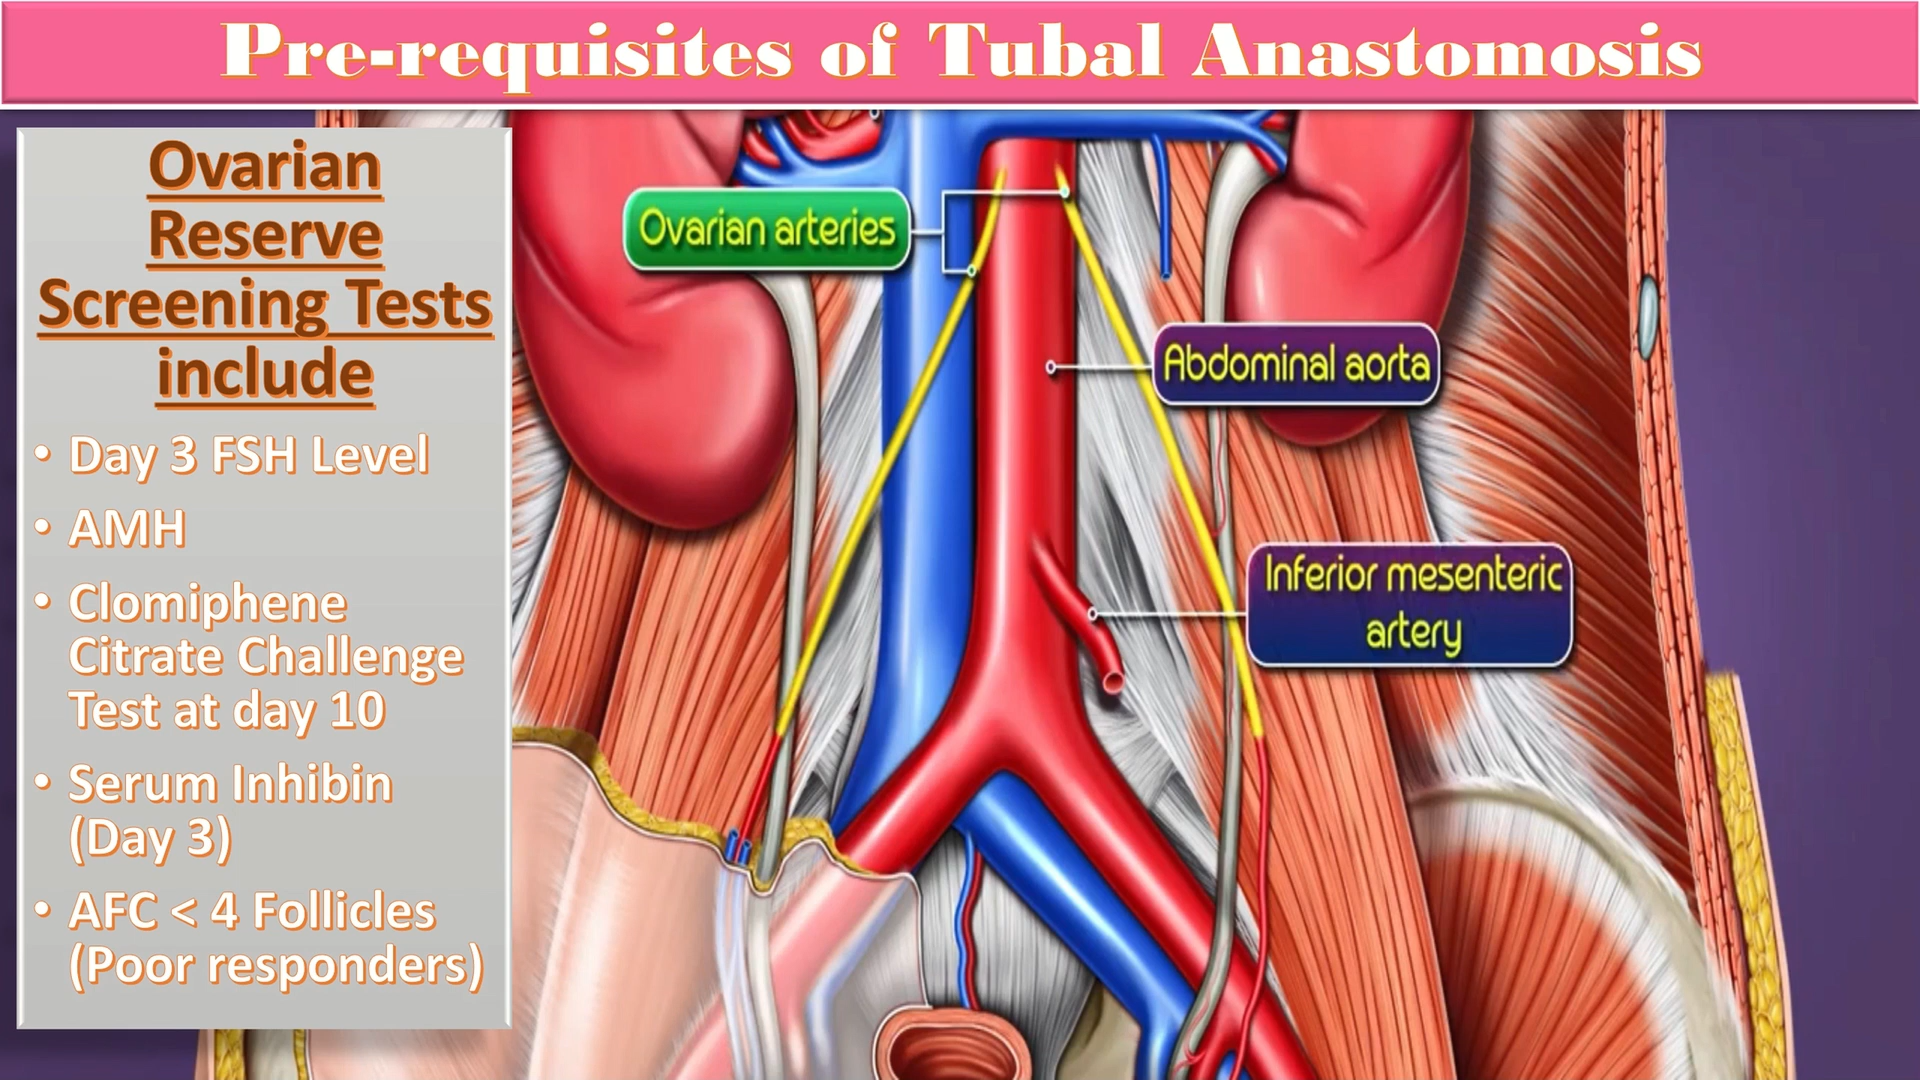 Pre-requisites of Tubal Anastomosis
Ovarian
Reserve
Screening Tests
include
• Day 3 FSH Level
• AMH
• Clomiphene
Citrate Challenge
Test at day 10
• Serum Inhibin
(Day 3)
• AFC < 4 Follicles
(Poor responders)
Ovarian arteries
Abdominal aorta
Inferior mesenteric
artery